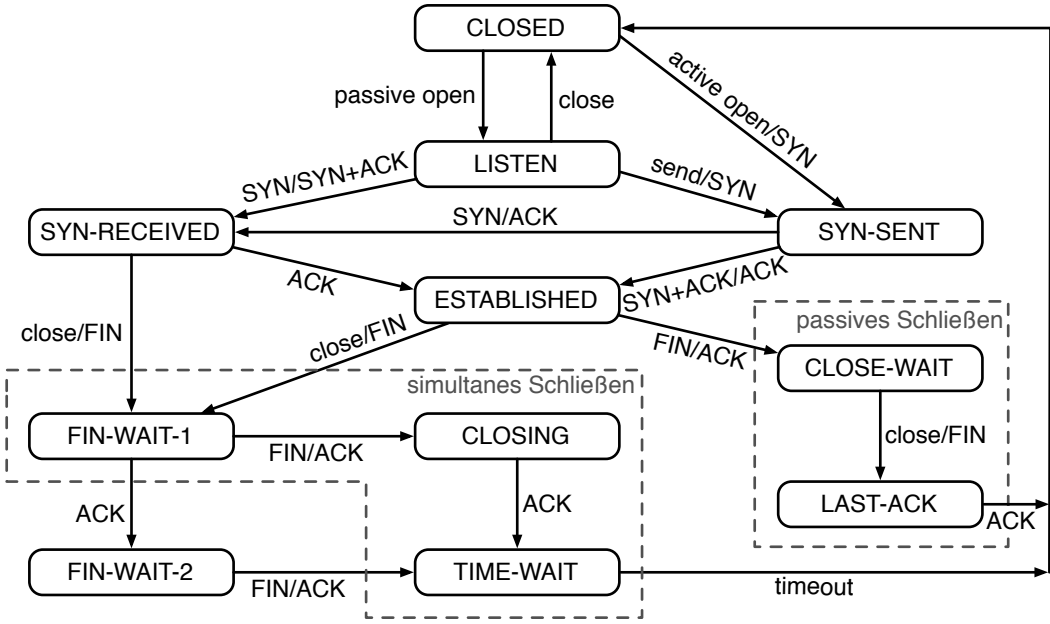 CLOSED
passive open
close
active open/SYN
LISTEN
SYN/SYN+ACK
send/SYN
SYN-RECEIVED
SYN/ACK
SYN-SENT
ACK
ESTABLISHED
SYN+ACK/ACK
close/FIN
close/FIN
FIN/ACK
passives Schließen
CLOSE-WAIT
simultanes Schließen
FIN-WAIT-1
FIN/ACK
CLOSING
close/FIN
ACK
ACK
LAST-ACK
ACK
FIN-WAIT-2
FIN/ACK
TIME-WAIT
timeout